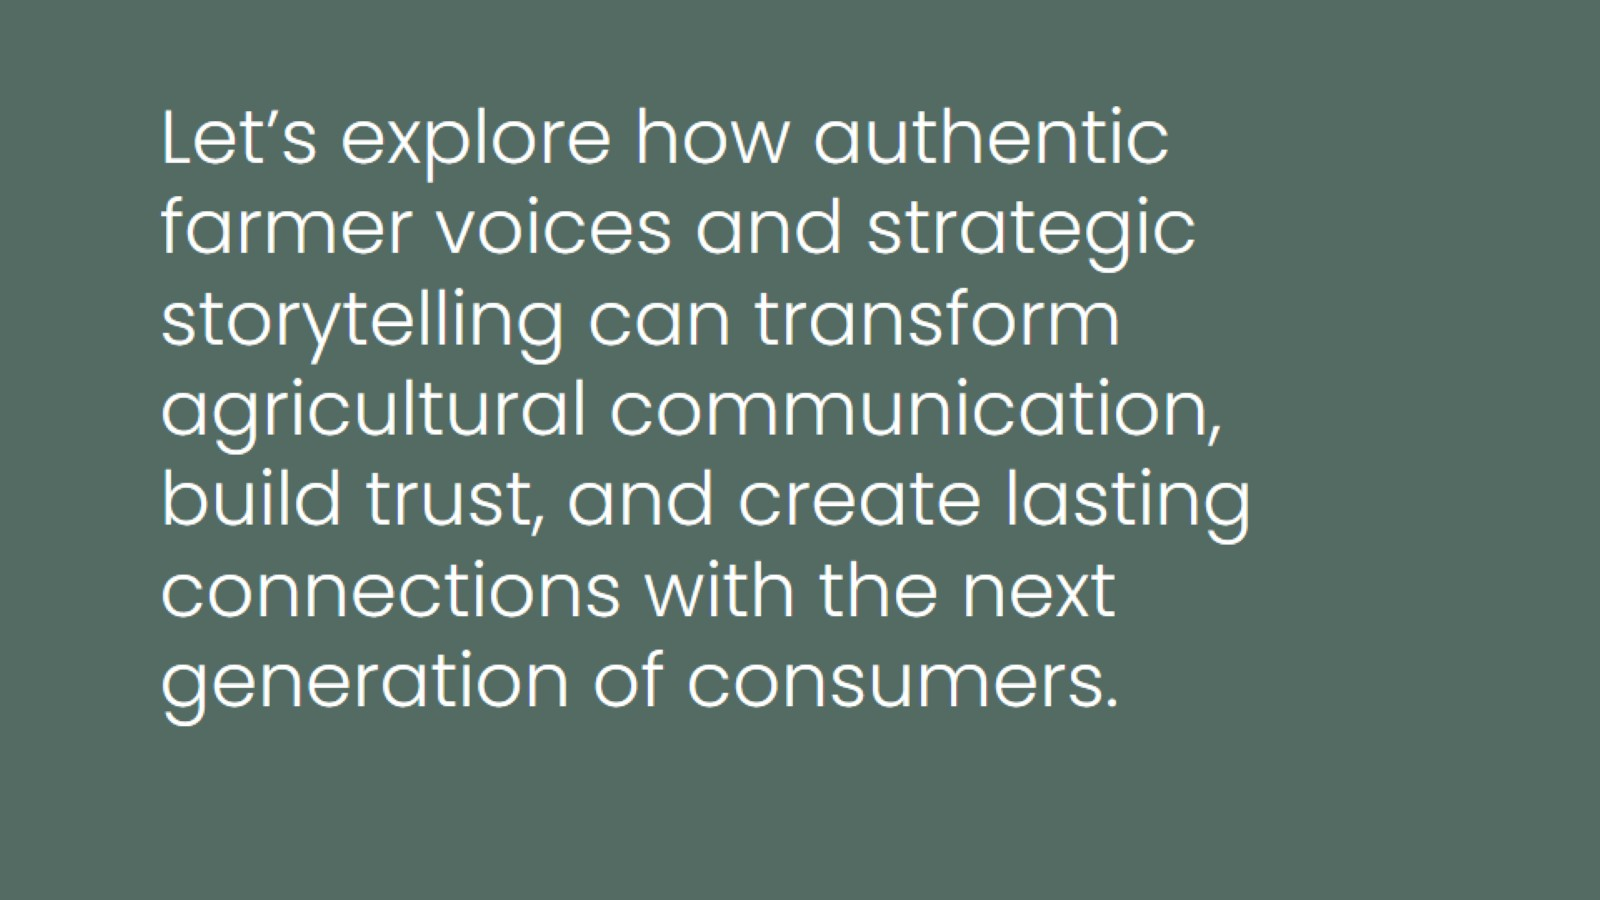 Let’s explore how authentic
farmer voices and strategic
storytelling can transform
agricultural communication,
build trust, and create lasting
connections with the next
generation of consumers.